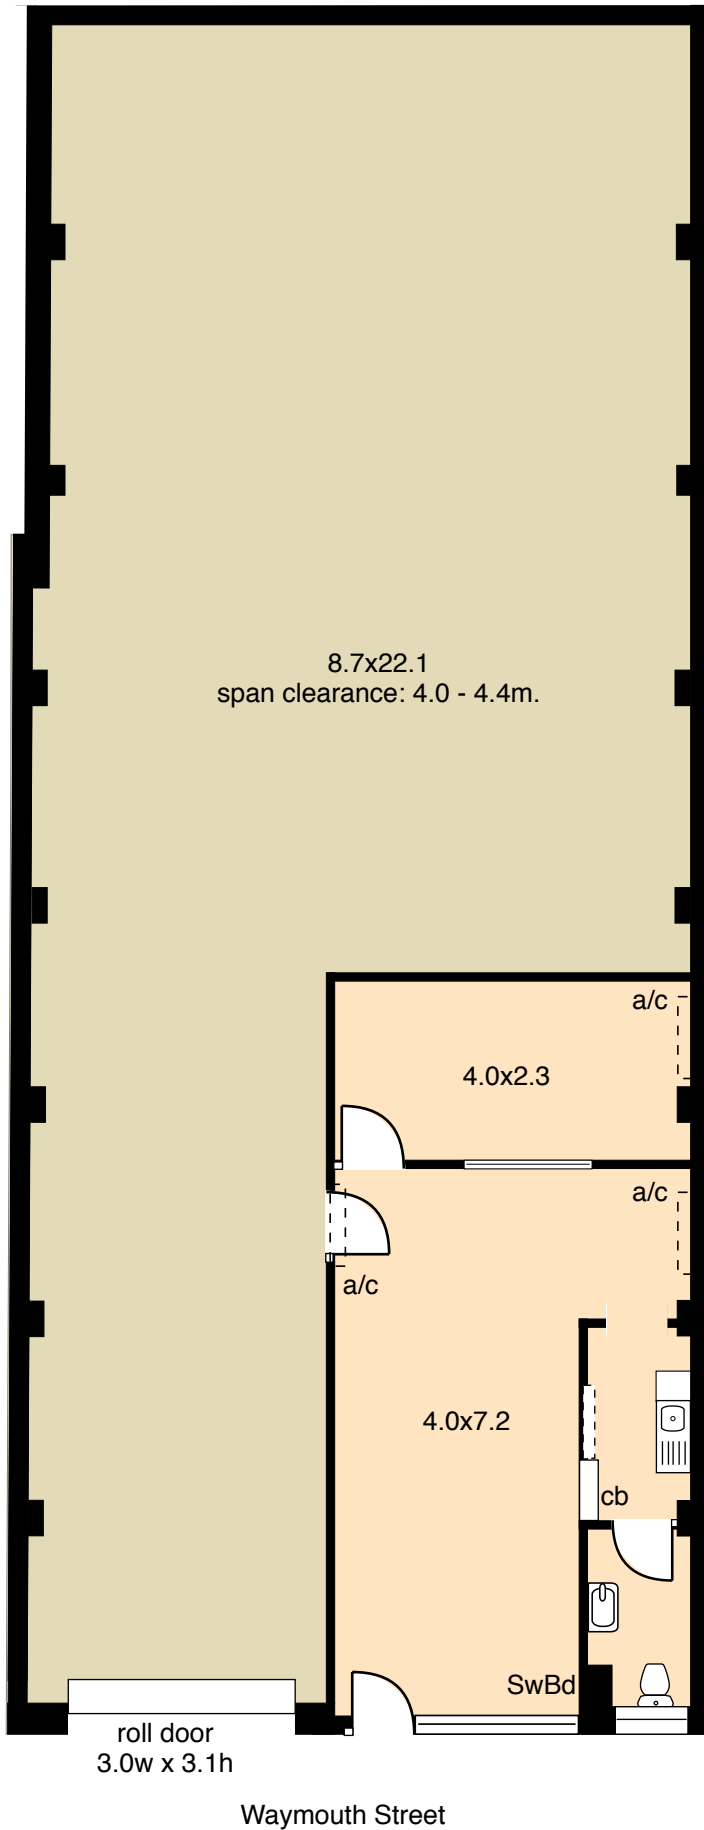 8.7x22.1
span clearance: 4.0 - 4.4m.
a/c
4.0x2.3
a/c
a/c
4.0x7.2
cb
SwBd
roll door
3.0w x 3.1h
Waymouth Street